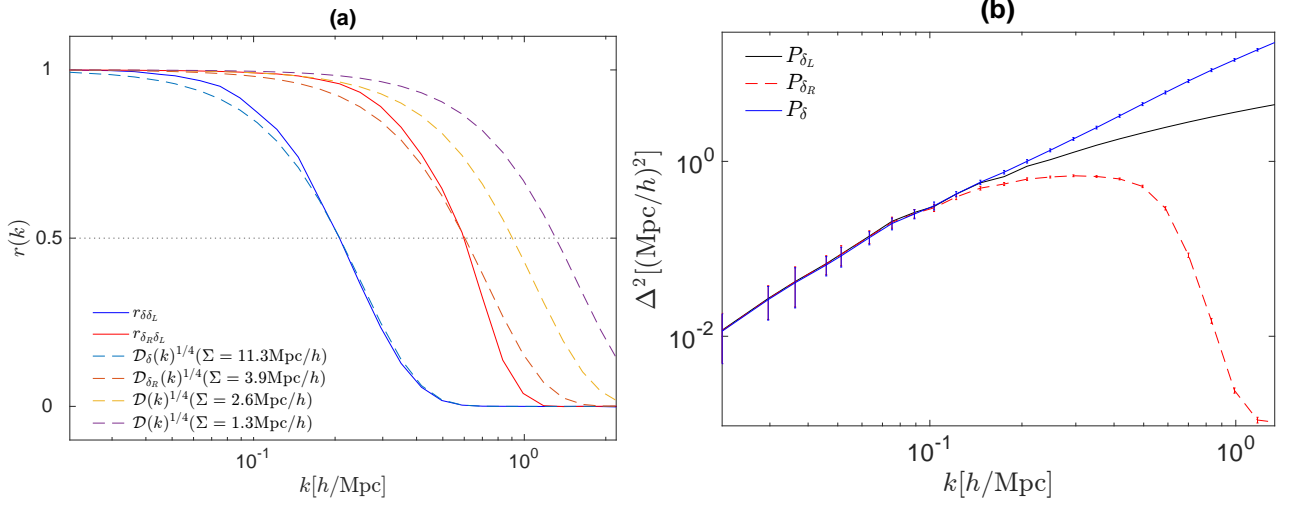 (a)
1
0.5
0
r(k)
r_{δδ_L}
r_{δ_Rδ_L}
𝒟_δ(k)^{1/4}(Σ = 11.3Mpc/h)
𝒟_{δ_R}(k)^{1/4}(Σ = 3.9Mpc/h)
𝒟(k)^{1/4}(Σ = 2.6Mpc/h)
𝒟(k)^{1/4}(Σ = 1.3Mpc/h)
10^{-1}
10^{0}
k[h/Mpc]
(b)
P_{δ_L}
P_{δ_R}
P_δ
10^{0}
10^{-2}
Δ^2[(Mpc/h)^2]
10^{-1}
10^{0}
k[h/Mpc]